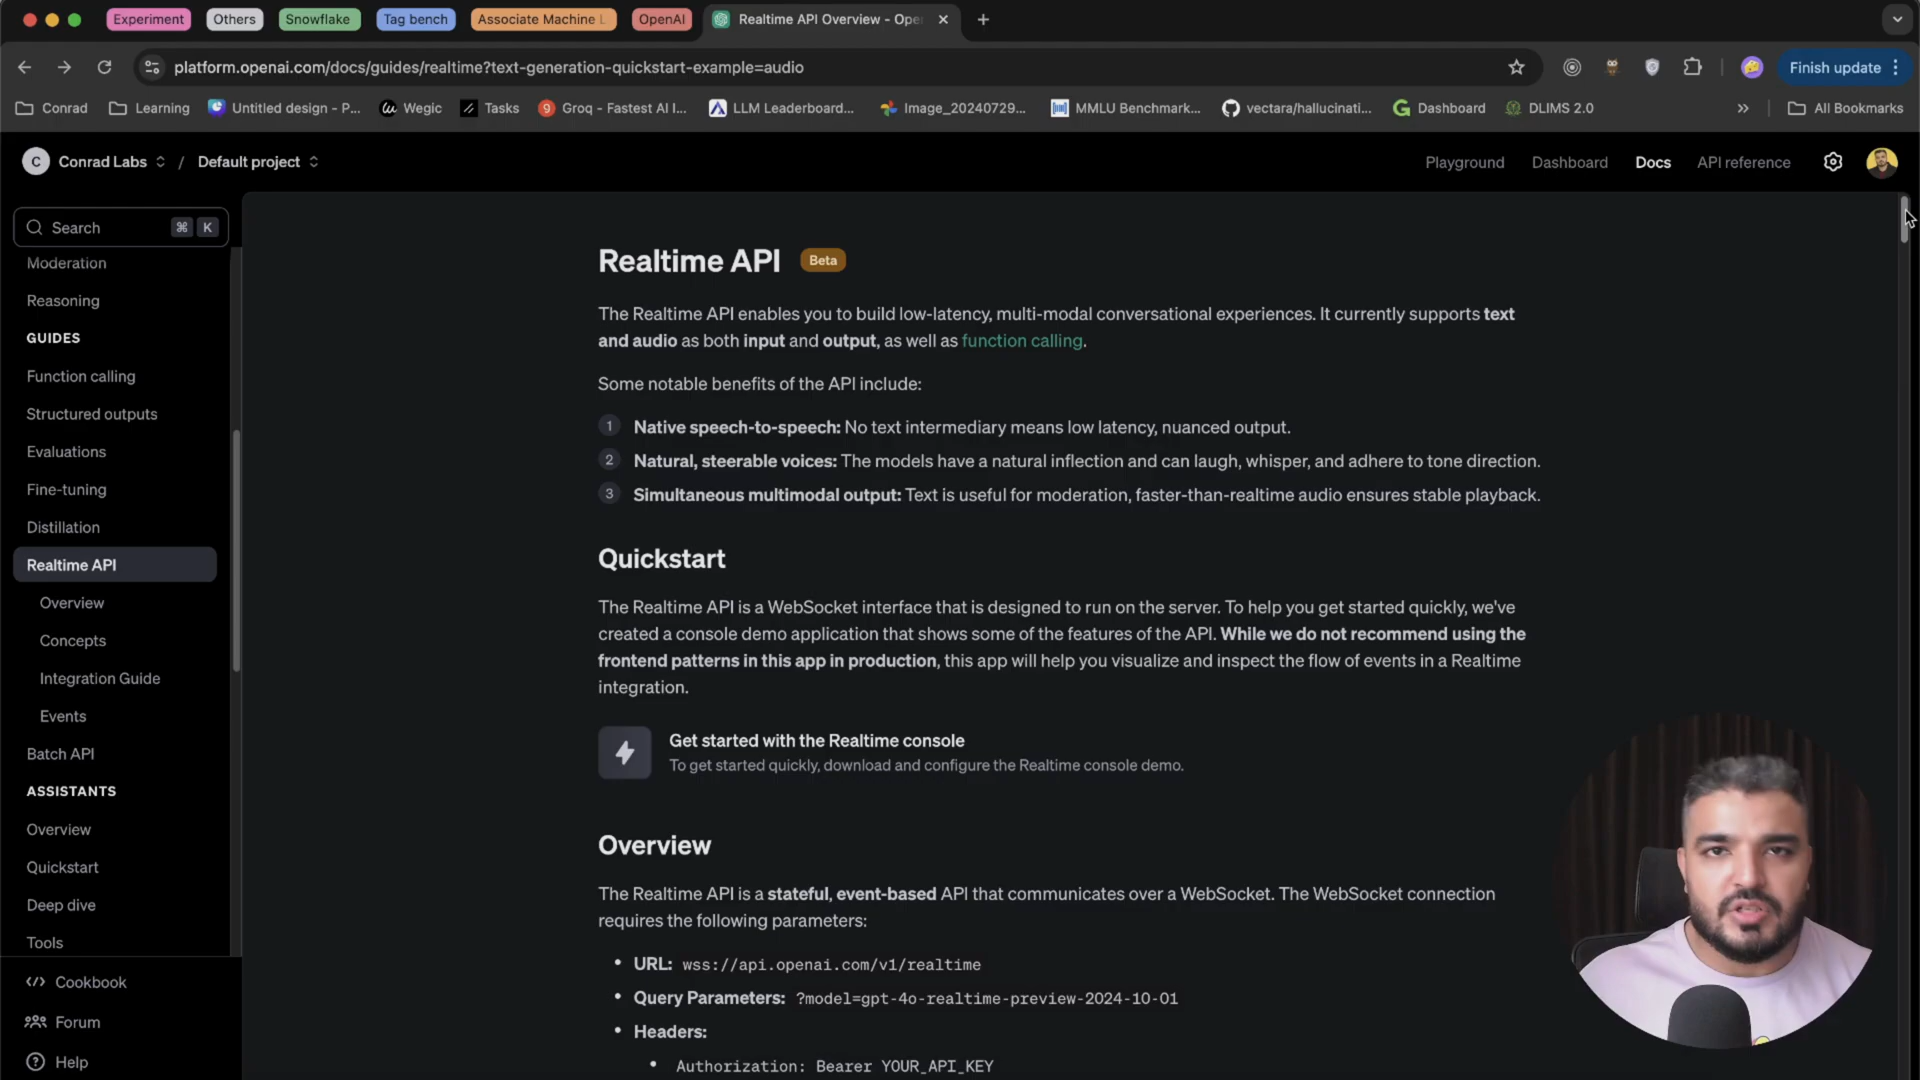 Experiment
Others
Snowflake
Tag bench
Associate Machine L
OpenAI
Realtime API Overview - Ope
platform.openai.com/docs/guides/realtime?text-generation-quickstart-example=audio
Finish update
Conrad
Learning
Untitled design - P...
Wegic
Tasks
Groq - Fastest AI I...
LLM Leaderboard...
Image_20240729...
MMLU Benchmark...
vectara/hallucinati...
Dashboard
DLIMS 2.0
All Bookmarks
C Conrad Labs / Default project
Playground Dashboard Docs API reference
Search ⌘ K
Moderation
Reasoning
GUIDES
Function calling
Structured outputs
Evaluations
Fine-tuning
Distillation
Realtime API
Overview
Concepts
Integration Guide
Events
Batch API
ASSISTANTS
Overview
Quickstart
Deep dive
Tools
Cookbook
Forum
Help
Realtime API Beta
The Realtime API enables you to build low-latency, multi-modal conversational experiences. It currently supports text
and audio as both input and output, as well as function calling.
Some notable benefits of the API include:
1 Native speech-to-speech: No text intermediary means low latency, nuanced output.
2 Natural, steerable voices: The models have a natural inflection and can laugh, whisper, and adhere to tone direction.
3 Simultaneous multimodal output: Text is useful for moderation, faster-than-realtime audio ensures stable playback.
Quickstart
The Realtime API is a WebSocket interface that is designed to run on the server. To help you get started quickly, we've
created a console demo application that shows some of the features of the API. While we do not recommend using the
frontend patterns in this app in production, this app will help you visualize and inspect the flow of events in a Realtime
integration.
Get started with the Realtime console
To get started quickly, download and configure the Realtime console demo.
Overview
The Realtime API is a stateful, event-based API that communicates over a WebSocket. The WebSocket connection
requires the following parameters:
• URL: wss://api.openai.com/v1/realtime
• Query Parameters: ?model=gpt-4o-realtime-preview-2024-10-01
• Headers:
• Authorization: Bearer YOUR_API_KEY